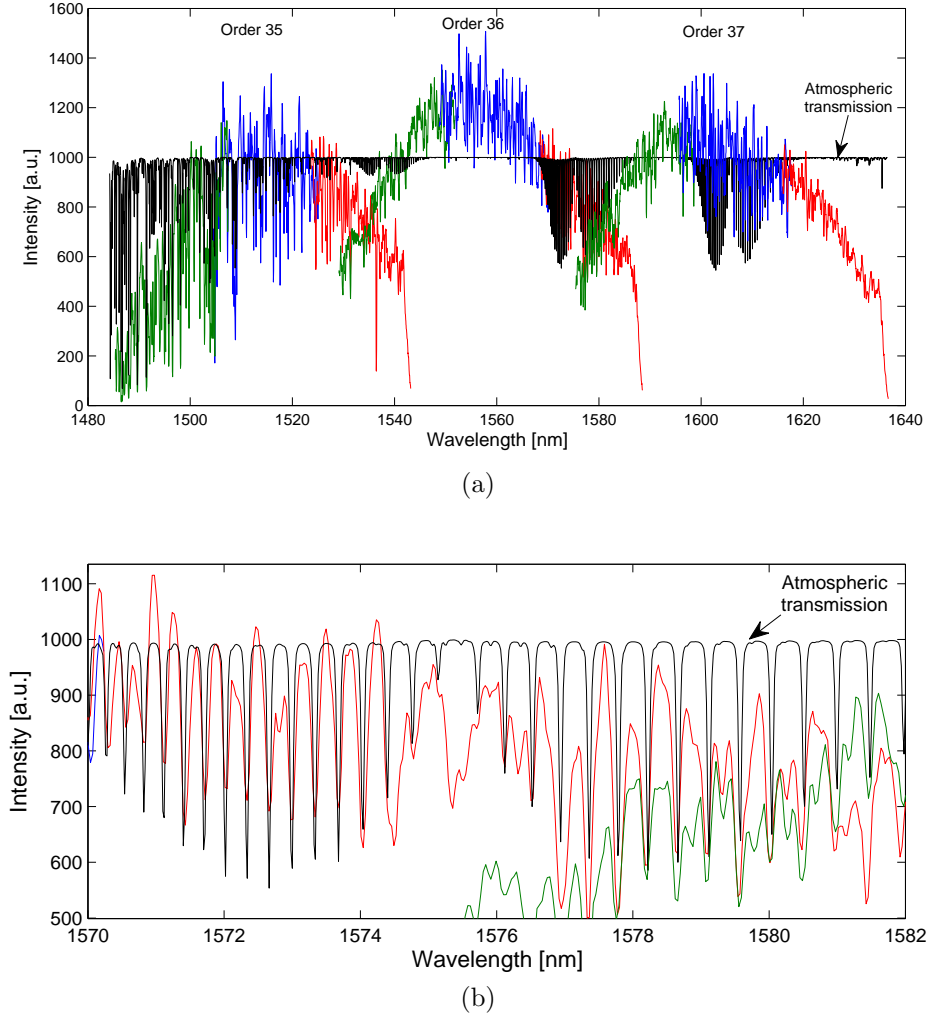 1600
1400
1200
1000
800
600
400
200
0
Intensity [a.u.]
Order 35
Order 36
Order 37
Atmospheric
transmission
1480
1500
1520
1540
1560
1580
1600
1620
1640
Wavelength [nm]
(a)
1100
1000
900
800
700
600
500
Intensity [a.u.]
Atmospheric
transmission
1570
1572
1574
1576
1578
1580
1582
Wavelength [nm]
(b)